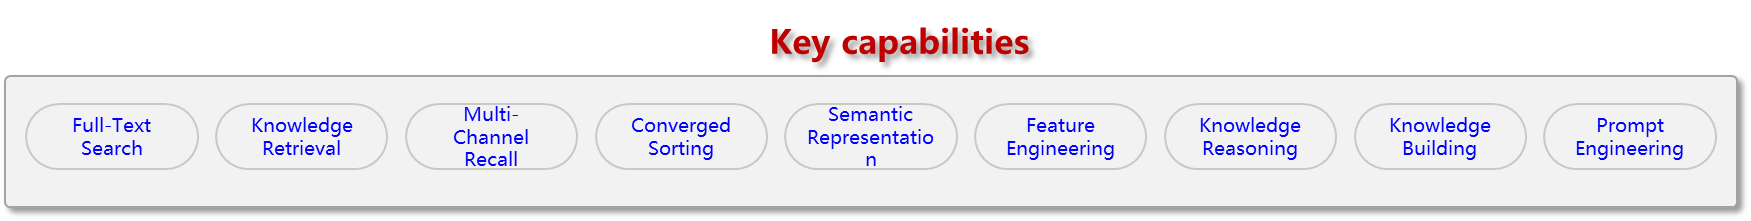 Key capabilities
Full-Text
Search
Knowledge
Retrieval
Multi-
Channel
Recall
Converged
Sorting
Semantic
Representatio
n
Feature
Engineering
Knowledge
Reasoning
Knowledge
Building
Prompt
Engineering